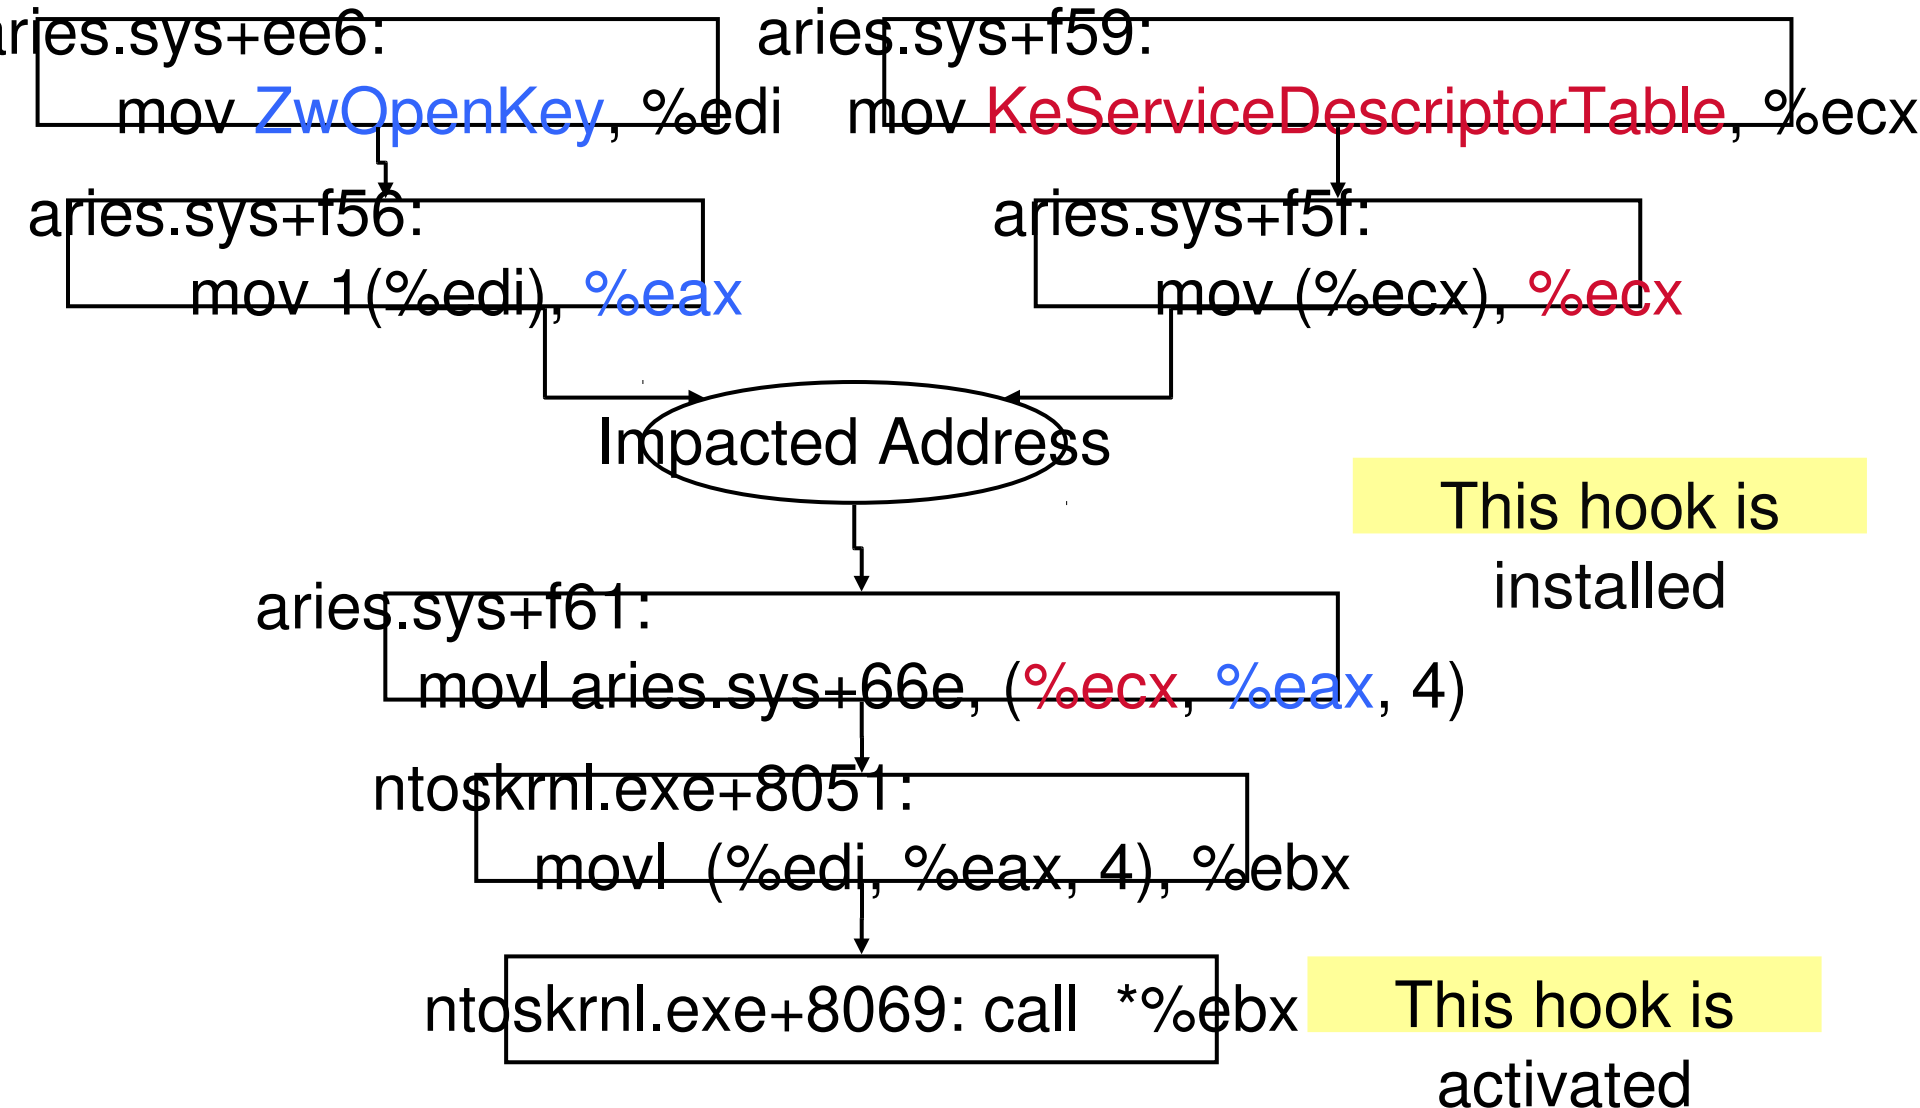 aries.sys+ee6:
mov ZwOpenKey, %edi
aries.sys+f59:
mov KeServiceDescriptorTable, %ecx
aries.sys+f56:
mov 1(%edi), %eax
aries.sys+f5f:
mov (%ecx), %ecx
Impacted Address
This hook is
installed
aries.sys+f61:
movl aries.sys+66e, (%ecx, %eax, 4)
ntoskrnl.exe+8051:
movl (%edi, %eax, 4), %ebx
ntoskrnl.exe+8069: call *%ebx
This hook is
activated